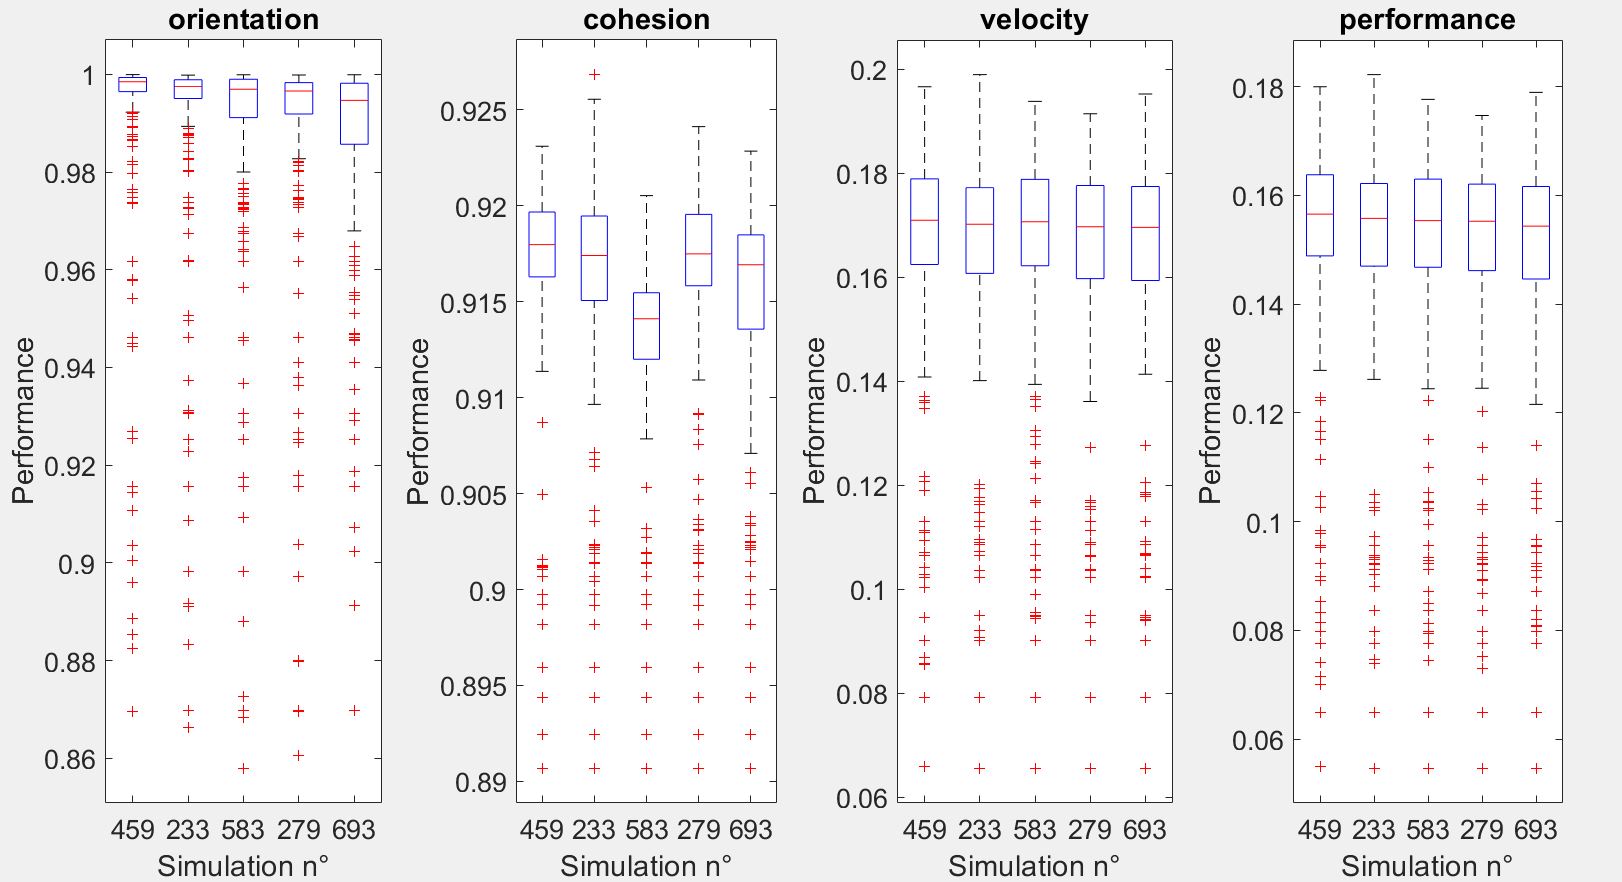 orientation
1
0.98
0.96
0.94
0.92
0.9
0.88
0.86
Performance
459 233 583 279 693
Simulation n°
cohesion
0.925
0.92
0.915
0.91
0.905
0.9
0.895
0.89
Performance
459 233 583 279 693
Simulation n°
velocity
0.2
0.18
0.16
0.14
0.12
0.1
0.08
0.06
Performance
459 233 583 279 693
Simulation n°
performance
0.18
0.16
0.14
0.12
0.1
0.08
0.06
Performance
459 233 583 279 693
Simulation n°